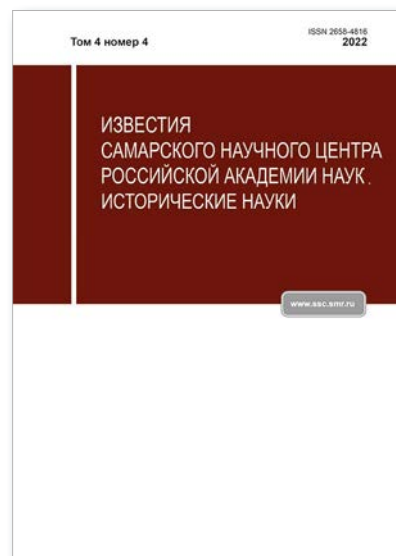 Том 4 номер 4
ISSN 2658-4816
2022
ИЗВЕСТИЯ
САМАРСКОГО НАУЧНОГО ЦЕНТРА
РОССИЙСКОЙ АКАДЕМИИ НАУК.
ИСТОРИЧЕСКИЕ НАУКИ
www.ssc.smr.ru